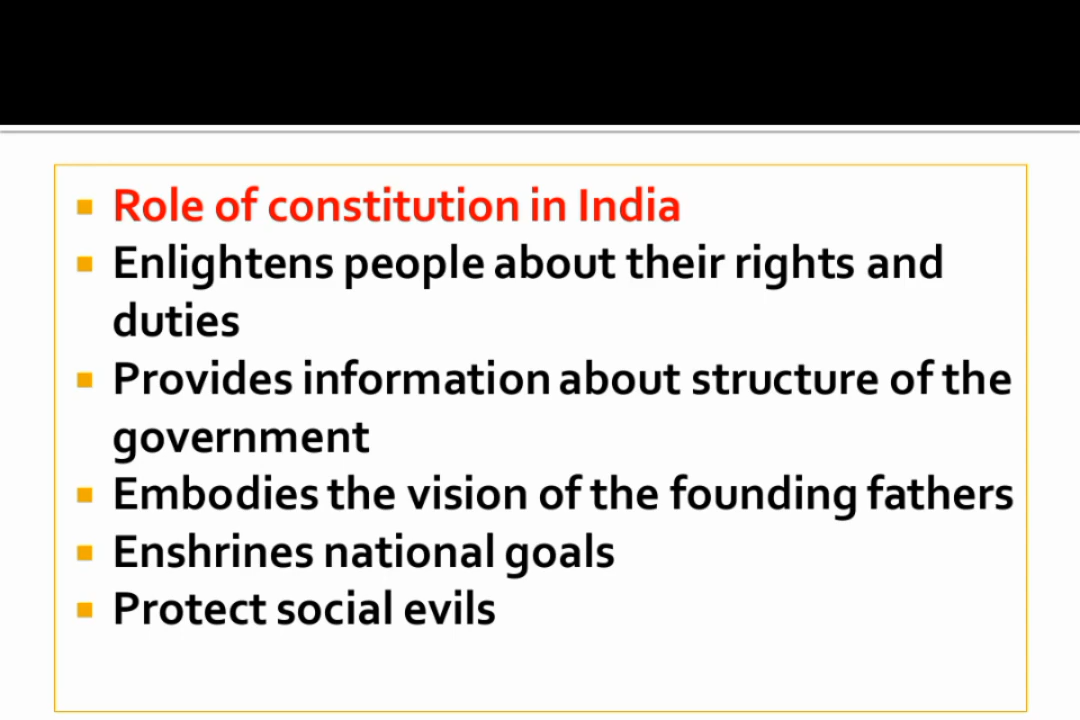 Role of constitution in India
Enlightens people about their rights and
duties
Provides information about structure of the
government
Embodies the vision of the founding fathers
Enshrines national goals
Protect social evils